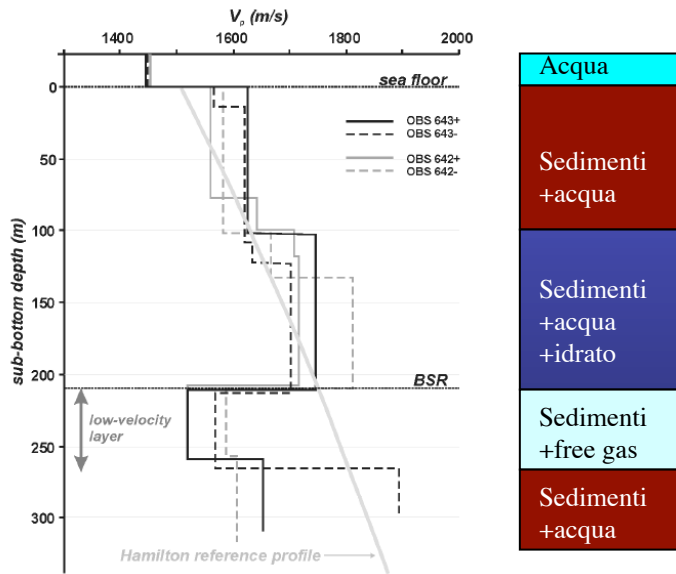 Vp (m/s)
1400 1600 1800 2000
sea floor
0
50
100
150
200
250
300
sub-bottom depth (m)
OBS 643+
OBS 643-
OBS 642+
OBS 642-
BSR
low-velocity
layer
Hamilton reference profile
Acqua
Sedimenti
+acqua
Sedimenti
+acqua
+idrato
Sedimenti
+free gas
Sedimenti
+acqua